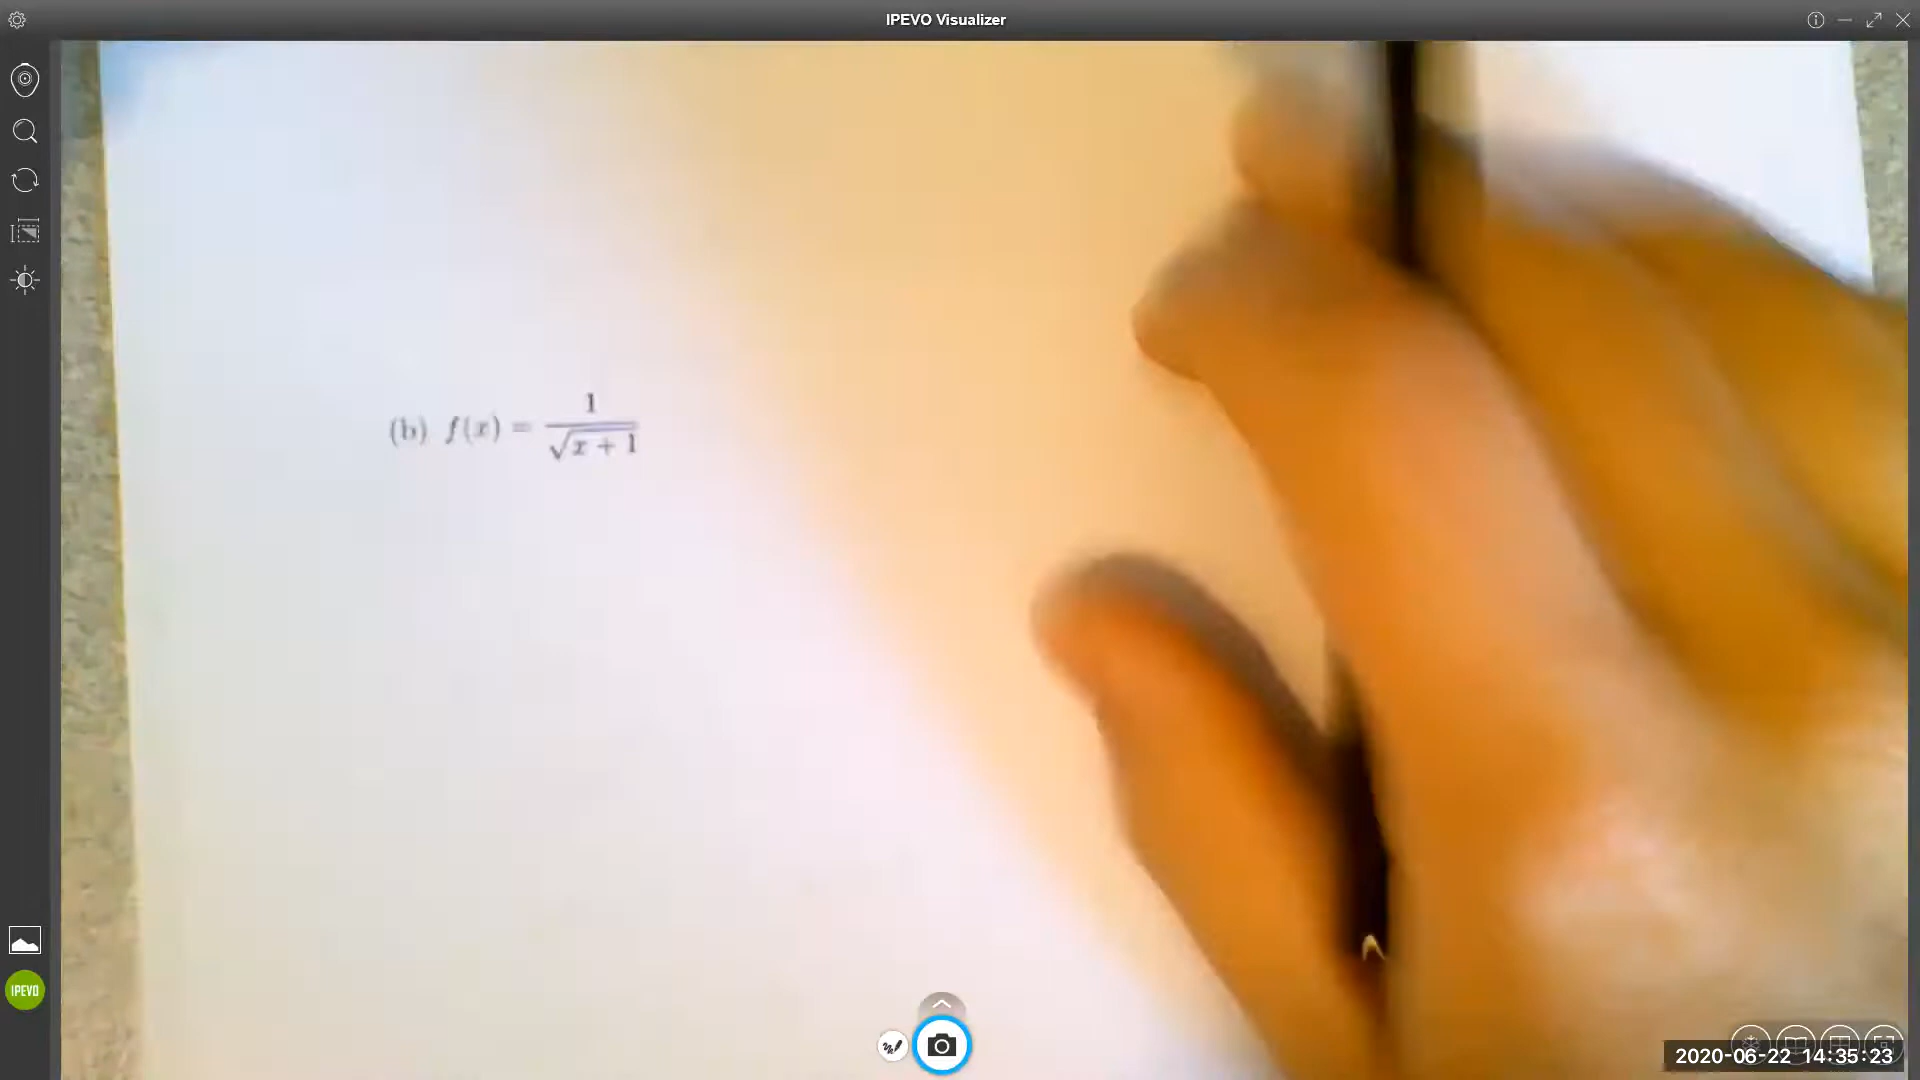 IPEVO Visualizer
(b) f(x) = 1/√(x + 1)
IPEVO
2020-06-22 14:35:23